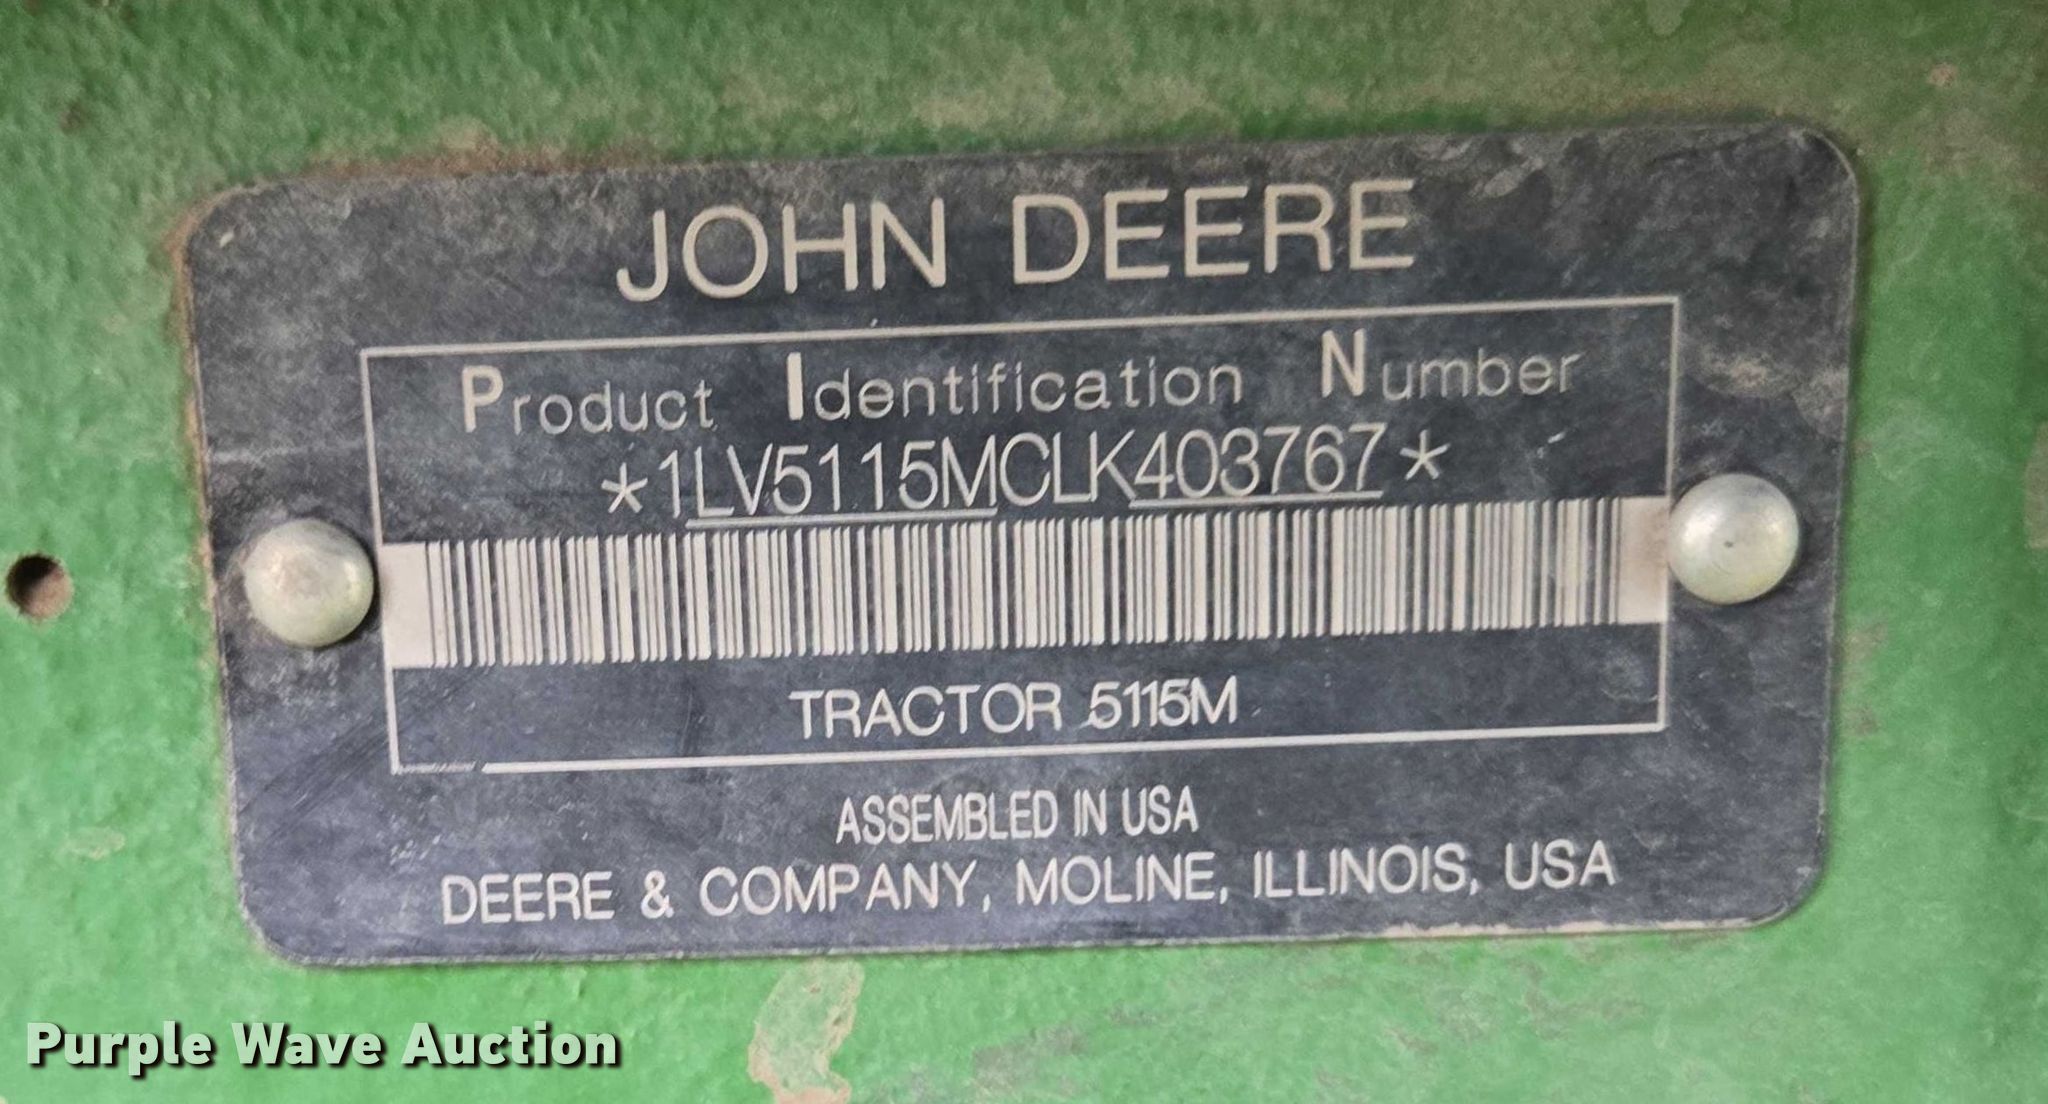 JOHN DEERE
Product Identification Number
*1LV5115MCLK403767*
TRACTOR 5115M
ASSEMBLED IN USA
DEERE & COMPANY, MOLINE, ILLINOIS, USA
Purple Wave Auction